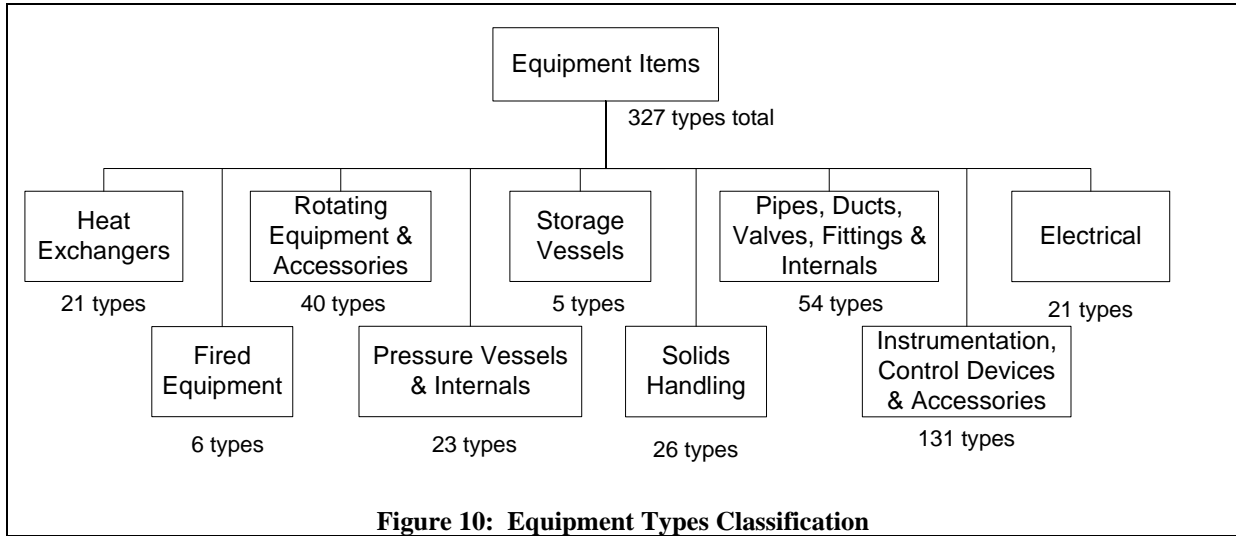 Equipment Items
327 types total
Heat
Exchangers
21 types
Fired
Equipment
6 types
Rotating
Equipment &
Accessories
40 types
Pressure Vessels
& Internals
23 types
Storage
Vessels
5 types
Solids
Handling
26 types
Pipes, Ducts,
Valves, Fittings &
Internals
54 types
Instrumentation,
Control Devices
& Accessories
131 types
Electrical
21 types
Figure 10: Equipment Types Classification